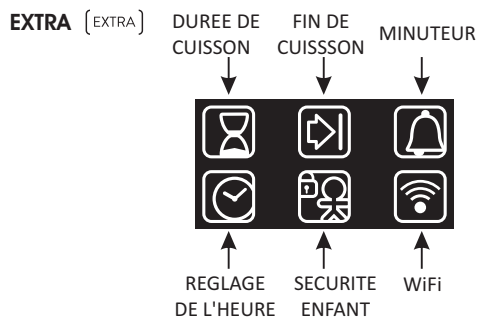 EXTRA [EXTRA]
DUREE DE
CUISSON
FIN DE
CUISSSON
MINUTEUR
REGLAGE
DE L'HEURE
SECURITE
ENFANT
WiFi